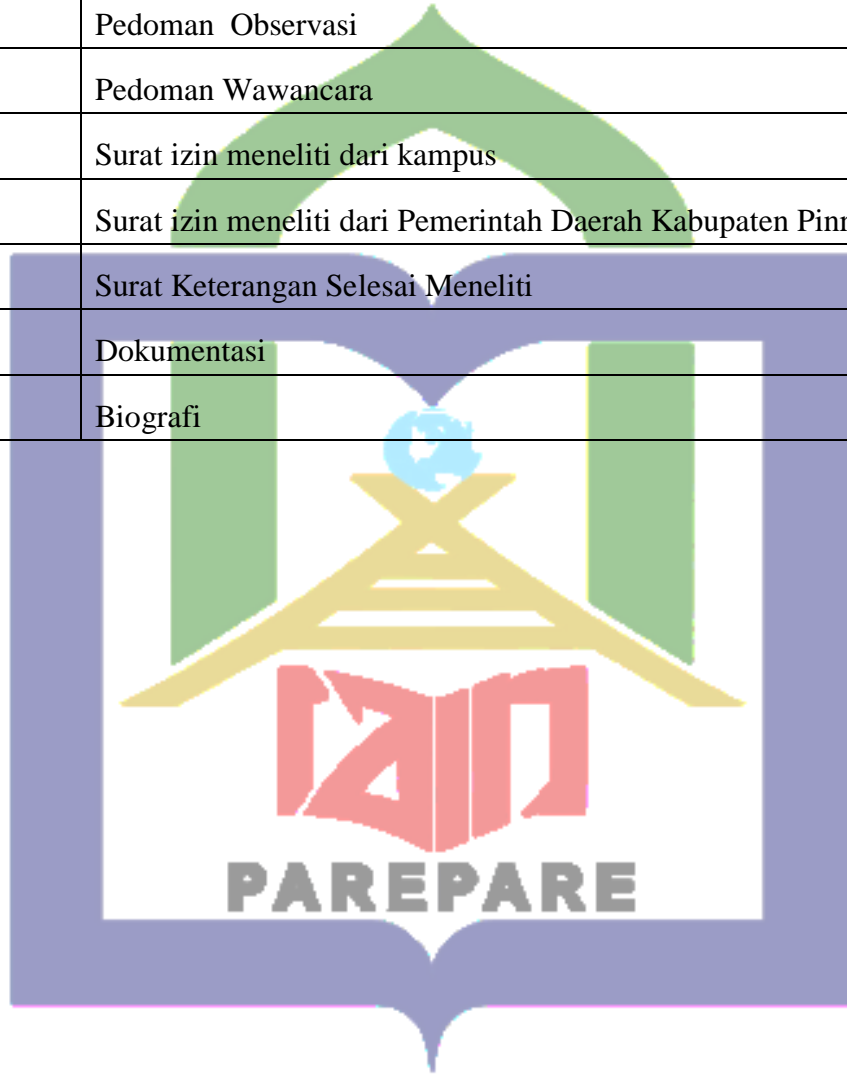 Pedoman Observasi
Pedoman Wawancara
Surat izin meneliti dari kampus
Surat izin meneliti dari Pemerintah Daerah Kabupaten
Surat Keterangan Selesai Meneliti
Dokumentasi
Biografi
iain
PAREPARE